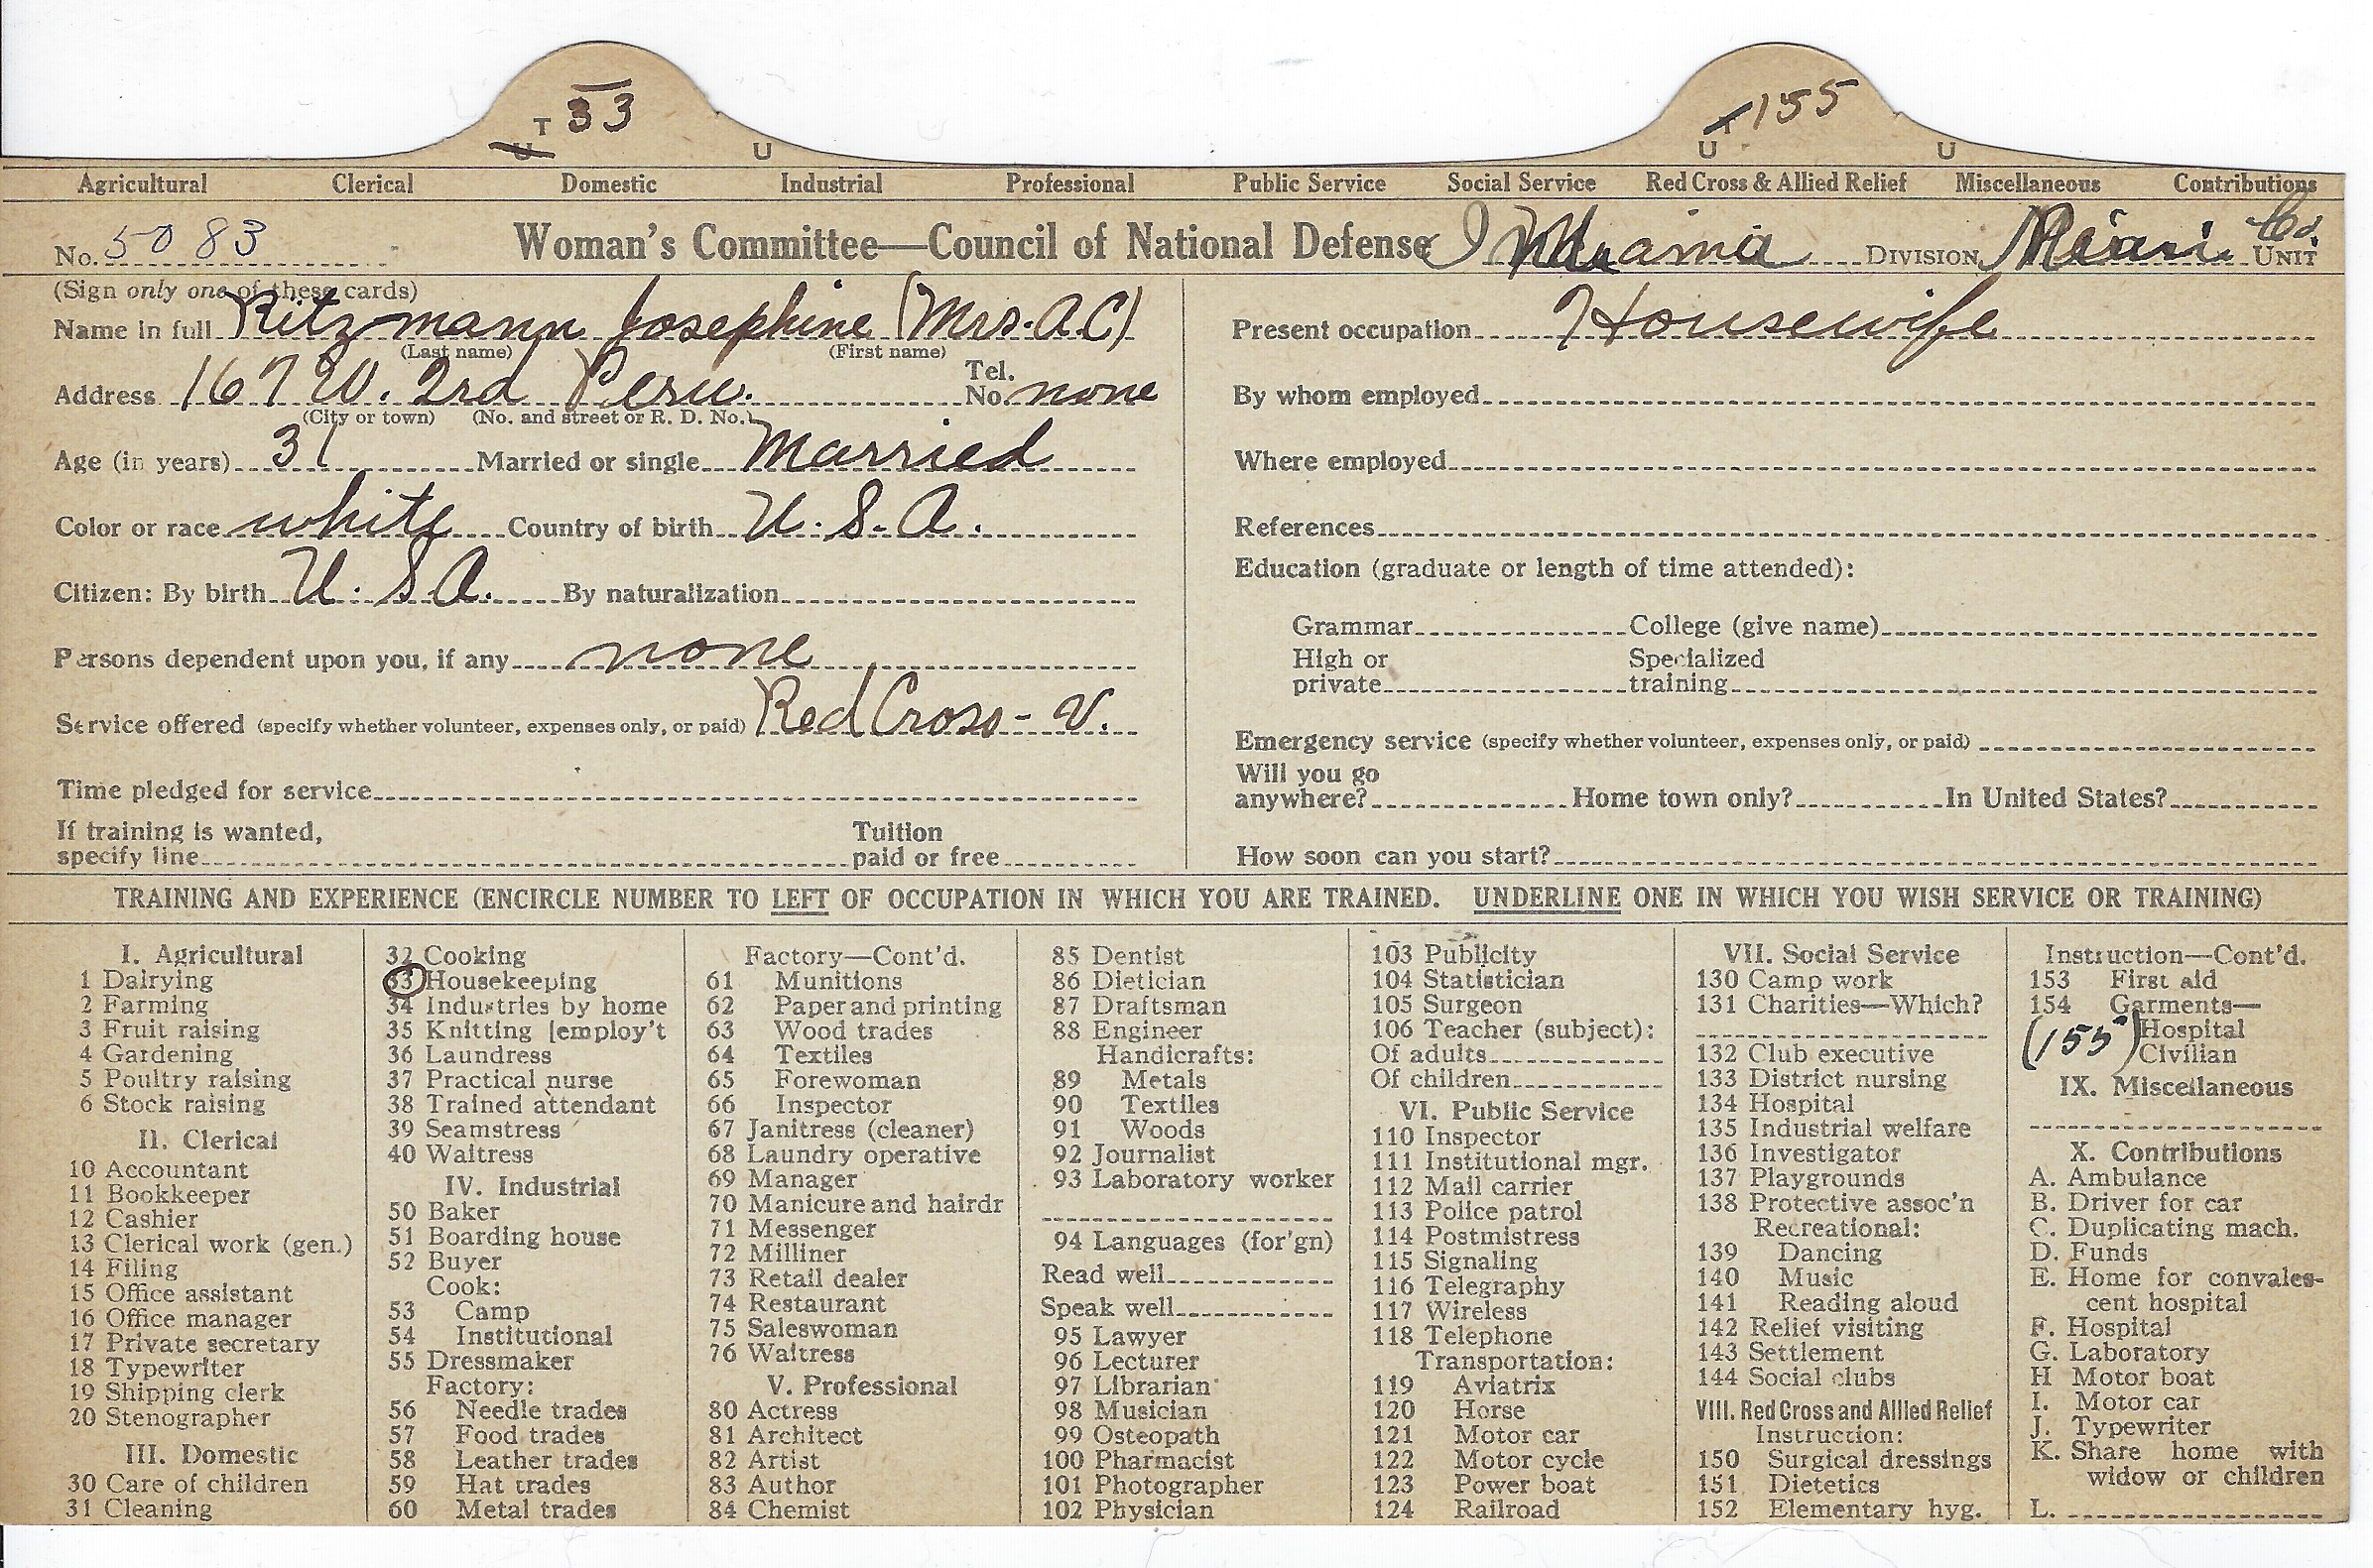 T 33
U U
T 155
U U
Agricultural Clerical Domestic Industrial Professional Public Service Social Service Red Cross & Allied Relief Miscellaneous Contributions
No. 5083 Woman's Committee—Council of National Defense Indiana DIVISION Miami Co. UNIT
(Sign only one of these cards)
Name in full Ritzmann Josephine (Mrs. A.C)
(Last name) (First name)
Address 167 W. 2rd Peru. Tel. No. none
(City or town) (No. and street or R. D. No.)
Age (in years) 31 Married or single Married
Color or race white Country of birth U.S.A.
Citizen: By birth U.S.A. By naturalization
Persons dependent upon you, if any none
Service offered (specify whether volunteer, expenses only, or paid) Red Cross - V.
Time pledged for service
If training is wanted,
specify line
Tuition
paid or free
Present occupation Housewife
By whom employed
Where employed
References
Education (graduate or length of time attended):
Grammar College (give name)
High or
private
Specialized
training
Emergency service (specify whether volunteer, expenses only, or paid)
Will you go
anywhere? Home town only? In United States?
How soon can you start?
TRAINING AND EXPERIENCE (ENCIRCLE NUMBER TO LEFT OF OCCUPATION IN WHICH YOU ARE TRAINED. UNDERLINE ONE IN WHICH YOU WISH SERVICE OR TRAINING)
I. Agricultural
1 Dairying
2 Farming
3 Fruit raising
4 Gardening
5 Poultry raising
6 Stock raising
II. Clerical
10 Accountant
11 Bookkeeper
12 Cashier
13 Clerical work (gen.)
14 Filing
15 Office assistant
16 Office manager
17 Private secretary
18 Typewriter
19 Shipping clerk
20 Stenographer
III. Domestic
30 Care of children
31 Cleaning
32 Cooking
33 Housekeeping
34 Industries by home
35 Knitting [employ't
36 Laundress
37 Practical nurse
38 Trained attendant
39 Seamstress
40 Waitress
IV. Industrial
50 Baker
51 Boarding house
52 Buyer
Cook:
53 Camp
54 Institutional
55 Dressmaker
Factory:
56 Needle trades
57 Food trades
58 Leather trades
59 Hat trades
60 Metal trades
Factory—Cont'd.
61 Munitions
62 Paper and printing
63 Wood trades
64 Textiles
65 Forewoman
66 Inspector
67 Janitress (cleaner)
68 Laundry operative
69 Manager
70 Manicure and hairdr
71 Messenger
72 Milliner
73 Retail dealer
74 Restaurant
75 Saleswoman
76 Waitress
V. Professional
80 Actress
81 Architect
82 Artist
83 Author
84 Chemist
85 Dentist
86 Dietician
87 Draftsman
88 Engineer
Handicrafts:
89 Metals
90 Textiles
91 Woods
92 Journalist
93 Laboratory worker
94 Languages (for'gn)
Read well
Speak well
95 Lawyer
96 Lecturer
97 Librarian
98 Musician
99 Osteopath
100 Pharmacist
101 Photographer
102 Physician
103 Publicity
104 Statistician
105 Surgeon
106 Teacher (subject):
Of adults
Of children
VI. Public Service
110 Inspector
111 Institutional mgr.
112 Mail carrier
113 Police patrol
114 Postmistress
115 Signaling
116 Telegraphy
117 Wireless
118 Telephone
Transportation:
119 Aviatrix
120 Horse
121 Motor car
122 Motor cycle
123 Power boat
124 Railroad
VII. Social Service
130 Camp work
131 Charities—Which?
132 Club executive
133 District nursing
134 Hospital
135 Industrial welfare
136 Investigator
137 Playgrounds
138 Protective assoc'n
Recreational:
139 Dancing
140 Music
141 Reading aloud
142 Relief visiting
143 Settlement
144 Social clubs
VIII. Red Cross and Allied Relief
Instruction:
150 Surgical dressings
151 Dietetics
152 Elementary hyg.
Instruction—Cont'd.
153 First aid
154 Garments—
(155) Hospital
Civilian
IX. Miscellaneous
X. Contributions
A. Ambulance
B. Driver for car
C. Duplicating mach.
D. Funds
E. Home for convales-
cent hospital
F. Hospital
G. Laboratory
H Motor boat
I. Motor car
J. Typewriter
K. Share home with
widow or children
L.